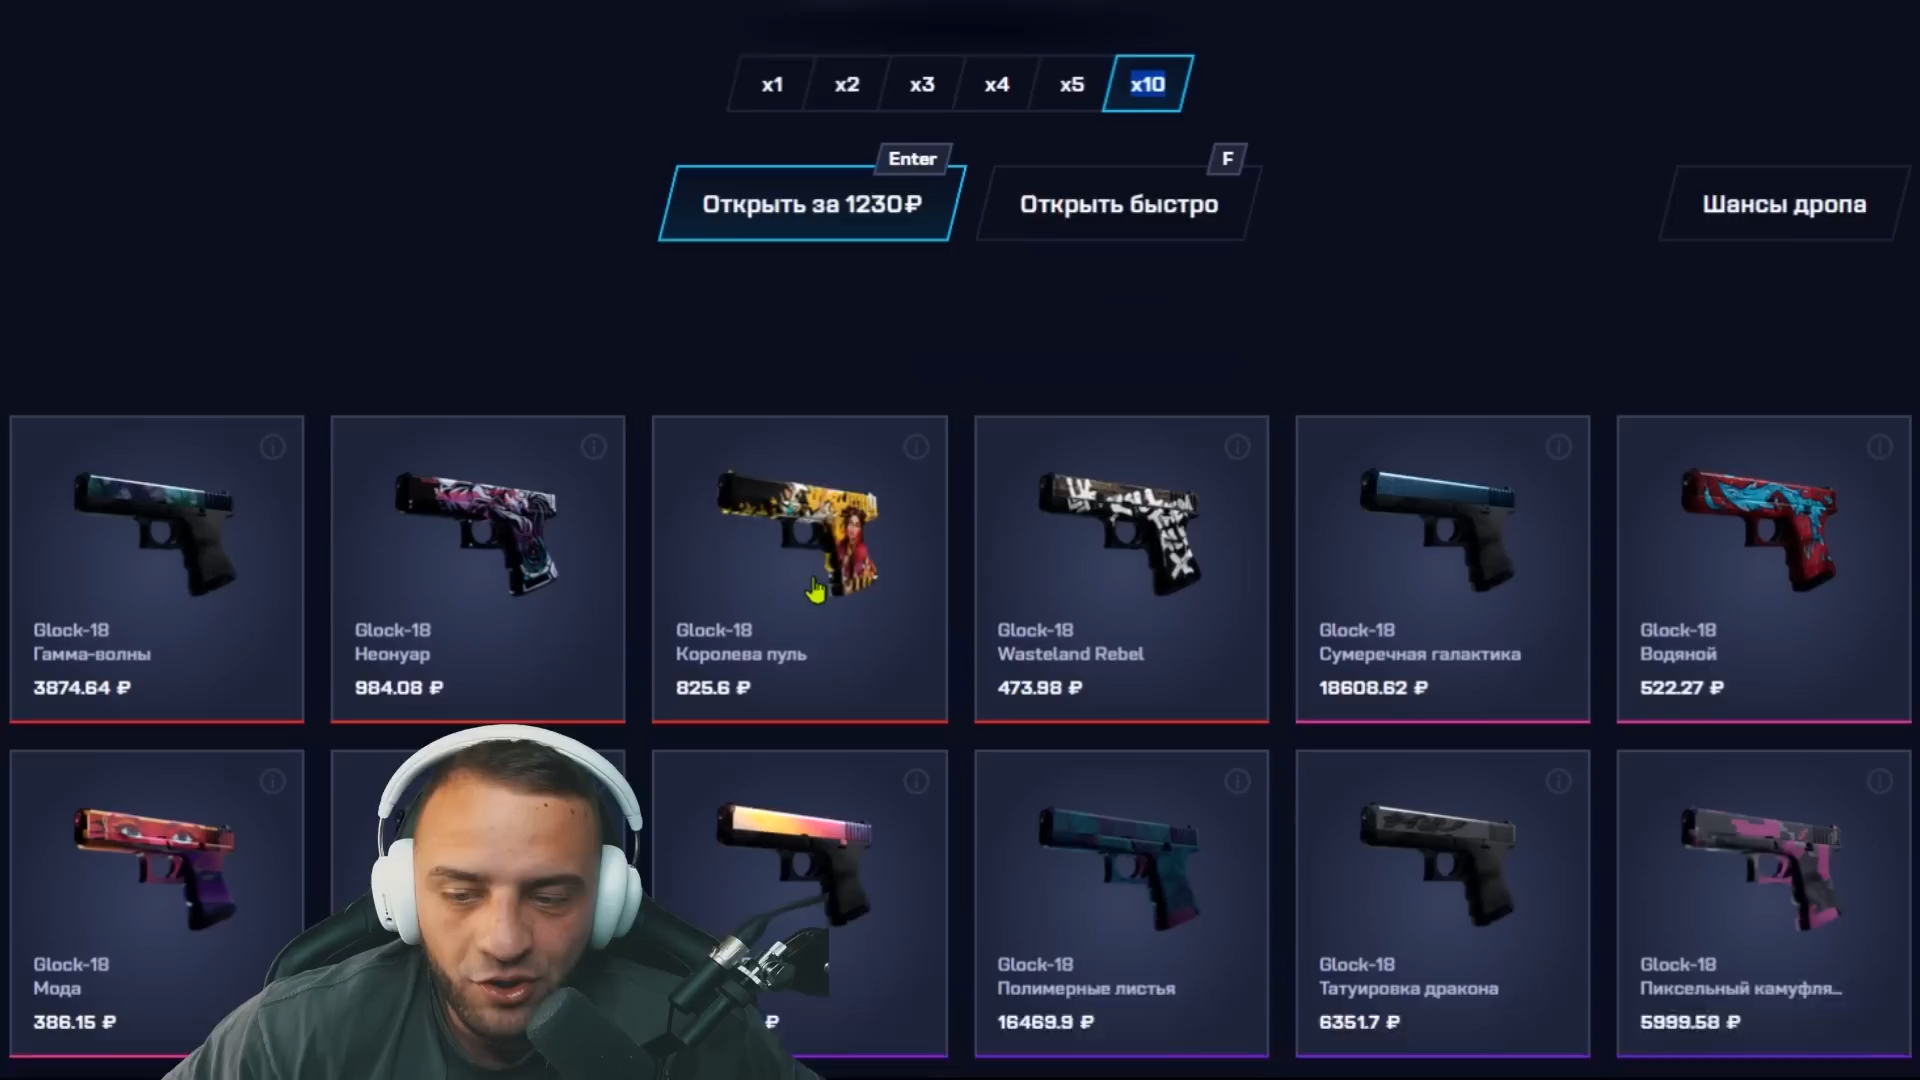 x1
x2
x3
x4
x5
x10
Enter
F
Открыть за 1230 ₽
Открыть быстро
Шансы дропа
Glock-18
Гамма-волны
3874.64 ₽
Glock-18
Неонуар
984.08 ₽
Glock-18
Королева пуль
825.6 ₽
Glock-18
Wasteland Rebel
473.98 ₽
Glock-18
Сумеречная галактика
18608.62 ₽
Glock-18
Водяной
522.27 ₽
Glock-18
Мода
386.15 ₽
₽
Glock-18
Полимерные листья
16469.9 ₽
Glock-18
Татуировка дракона
6351.7 ₽
Glock-18
Пиксельный камуфля...
5999.58 ₽